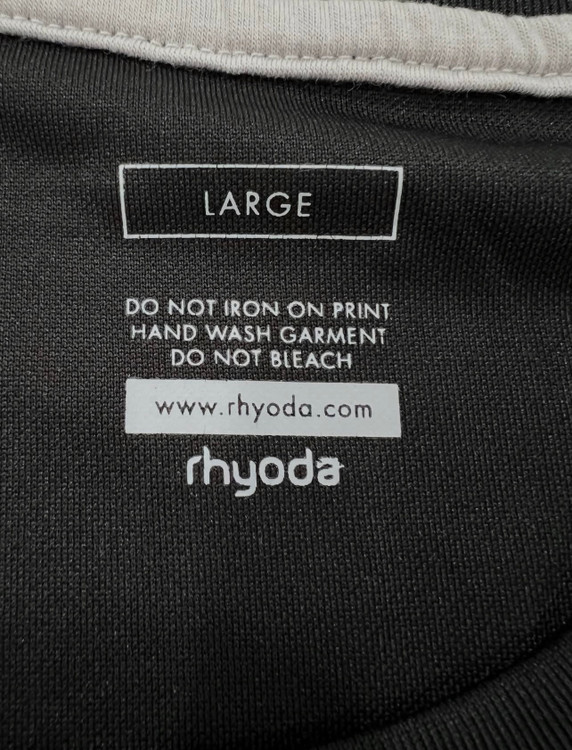 LARGE
DO NOT IRON ON PRINT
HAND WASH GARMENT
DO NOT BLEACH
www.rhyoda.com
rhyoda